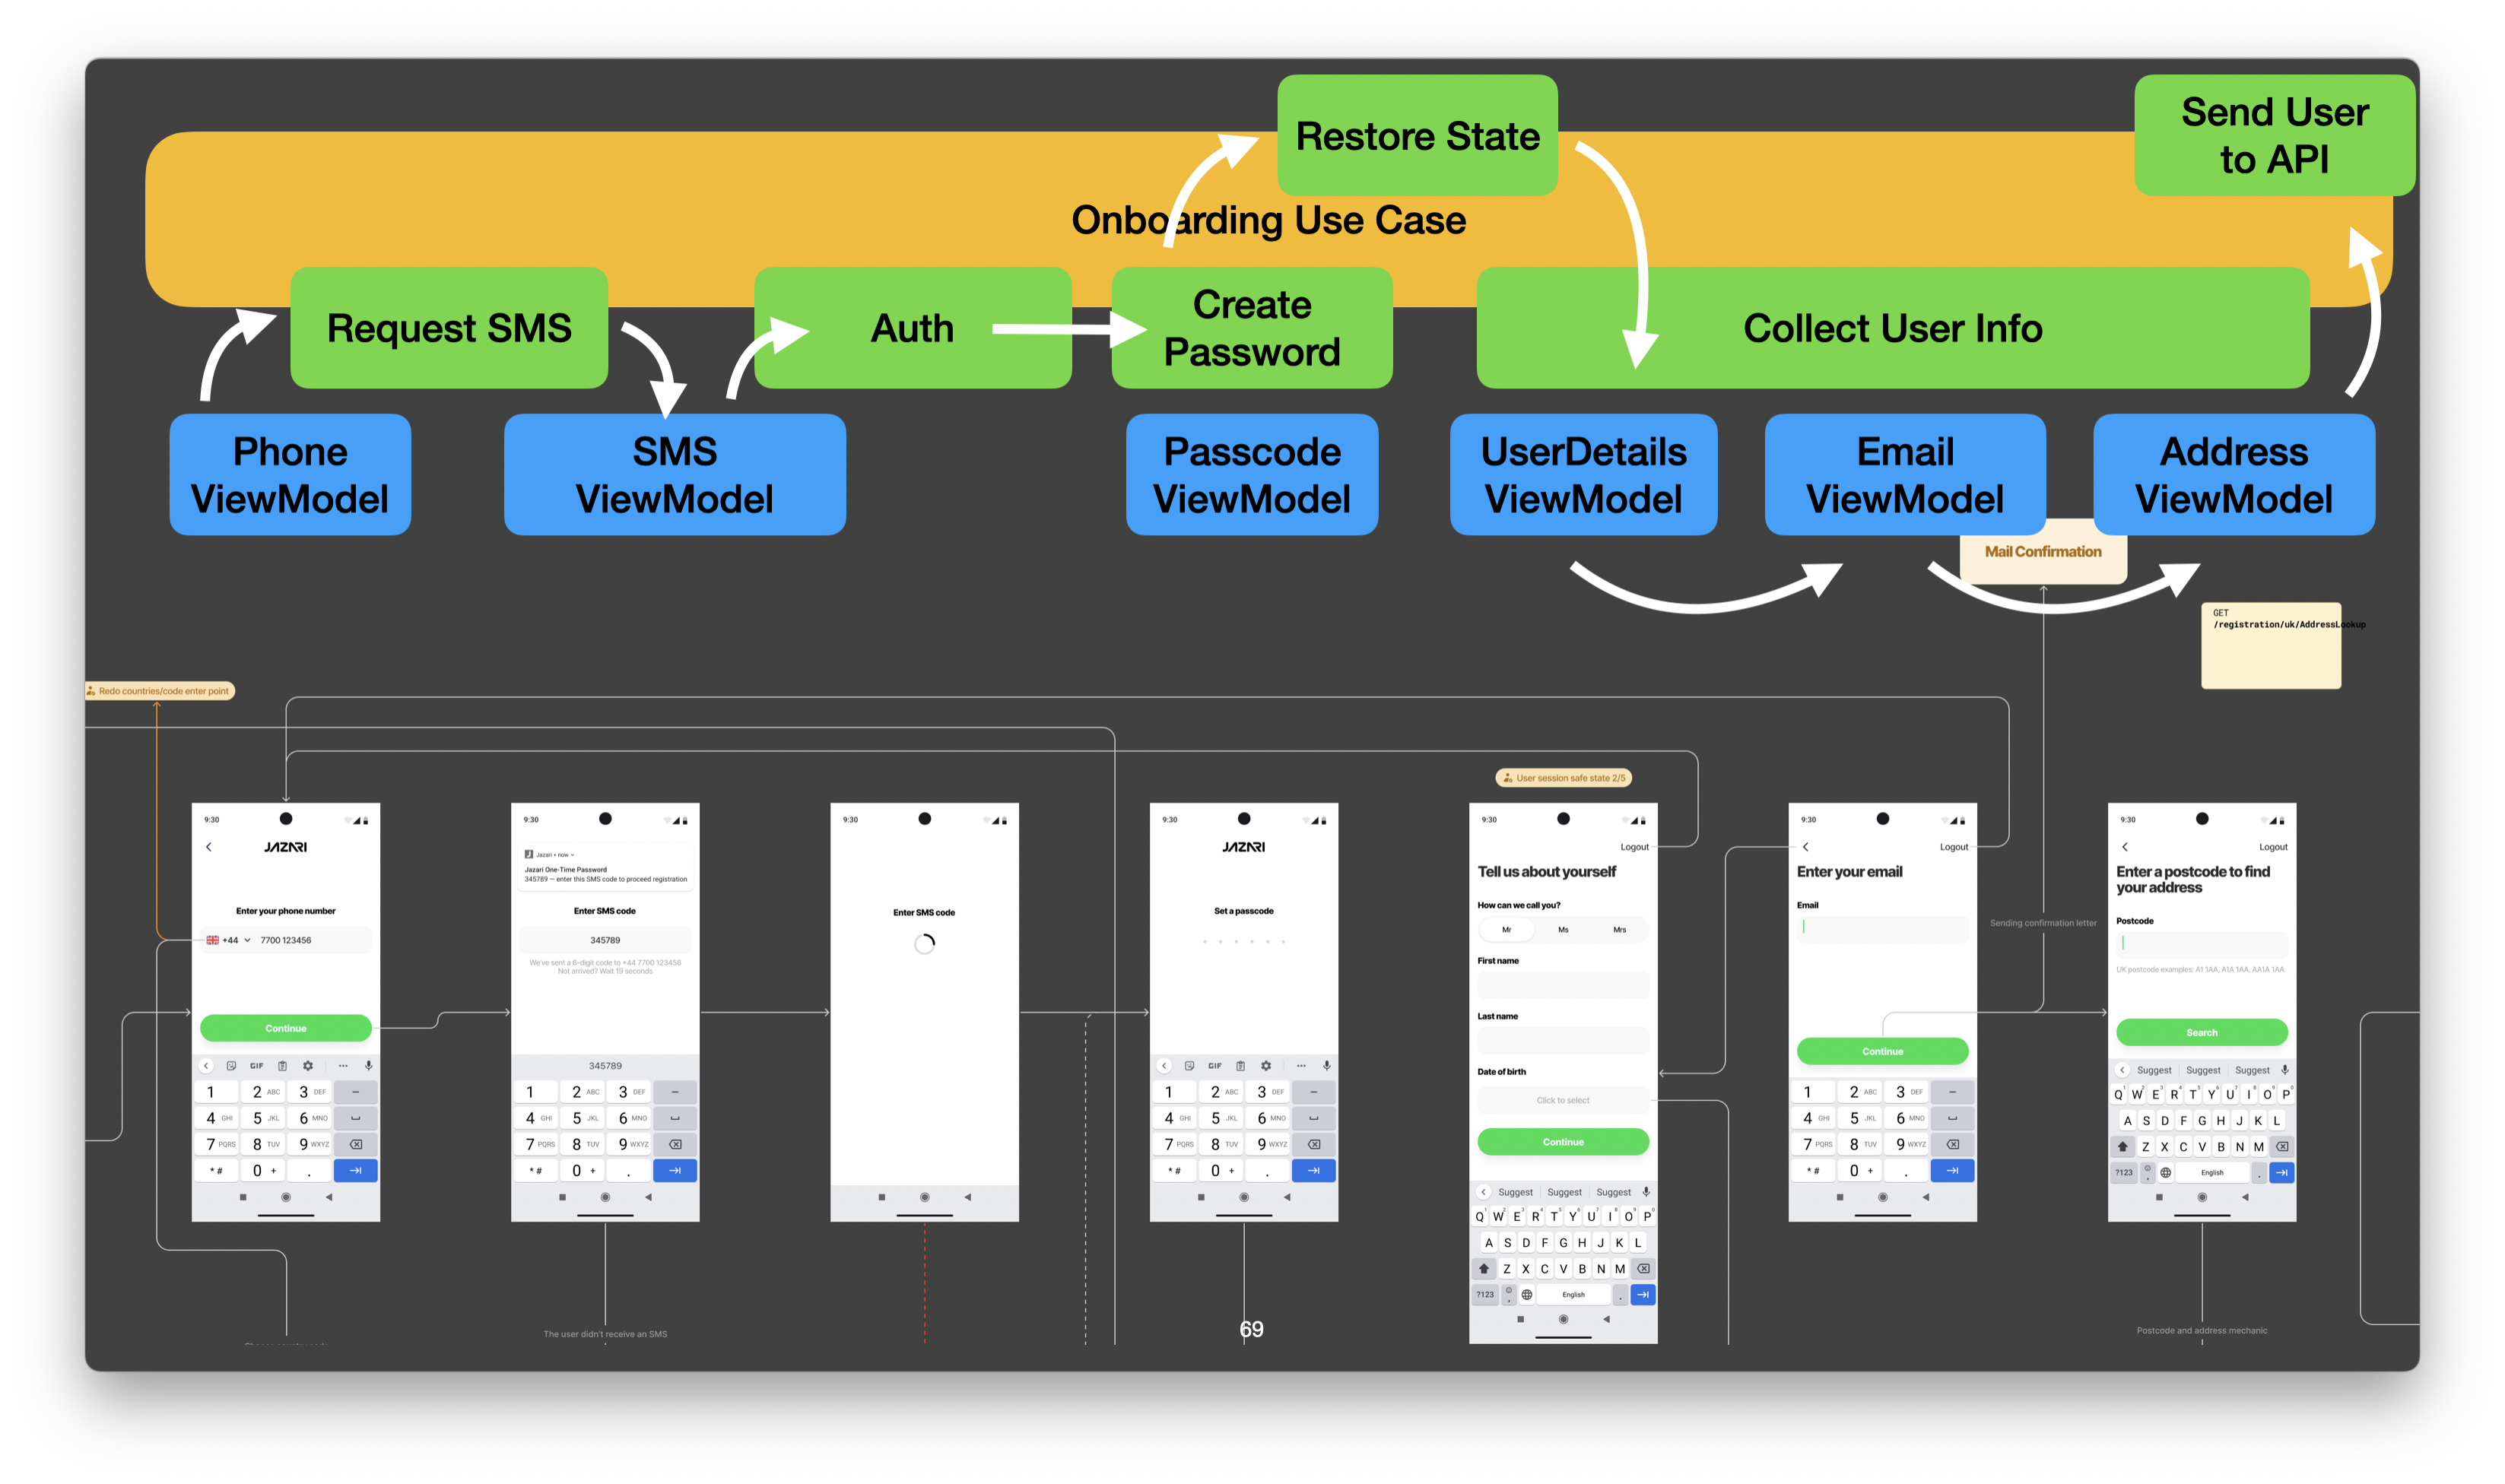 Restore State
Send User
to API
Onboarding Use Case
Request SMS
Auth
Create
Password
Collect User Info
Phone
ViewModel
SMS
ViewModel
Passcode
ViewModel
UserDetails
ViewModel
Email
ViewModel
Address
ViewModel
Mail Confirmation
GET
/registration/uk/AddressLookup
Redo countries/code enter point
User session safe state 2/5
9:30
JAZARI
Enter your phone number
+44 7700 123456
Continue
GIF
1 2 ABC 3 DEF –
4 GHI 5 JKL 6 MNO
7 PQRS 8 TUV 9 WXYZ
* # 0 + .
9:30
Jazari • now
Jazari One-Time Password
345789 — enter this SMS code to proceed registration
Enter SMS code
345789
We've sent a 6-digit code to +44 7700 123456
Not arrived? Wait 19 seconds
345789
1 2 ABC 3 DEF –
4 GHI 5 JKL 6 MNO
7 PQRS 8 TUV 9 WXYZ
* # 0 + .
The user didn't receive an SMS
9:30
Enter SMS code
9:30
JAZARI
Set a passcode
GIF
1 2 ABC 3 DEF –
4 GHI 5 JKL 6 MNO
7 PQRS 8 TUV 9 WXYZ
* # 0 + .
69
9:30
Logout
Tell us about yourself
How can we call you?
Mr Ms Mrs
First name
Last name
Date of birth
Click to select
Continue
Suggest Suggest Suggest
Q W E R T Y U I O P
A S D F G H J K L
Z X C V B N M
?123 English .
9:30
Logout
Enter your email
Email
Continue
1 2 ABC 3 DEF –
4 GHI 5 JKL 6 MNO
7 PQRS 8 TUV 9 WXYZ
* # 0 + .
Sending confirmation letter
9:30
Logout
Enter a postcode to find
your address
Postcode
UK postcode examples: A1 1AA, A1A 1AA, AA1A 1AA
Search
Suggest Suggest Suggest
Q W E R T Y U I O P
A S D F G H J K L
Z X C V B N M
?123 English .
Postcode and address mechanic